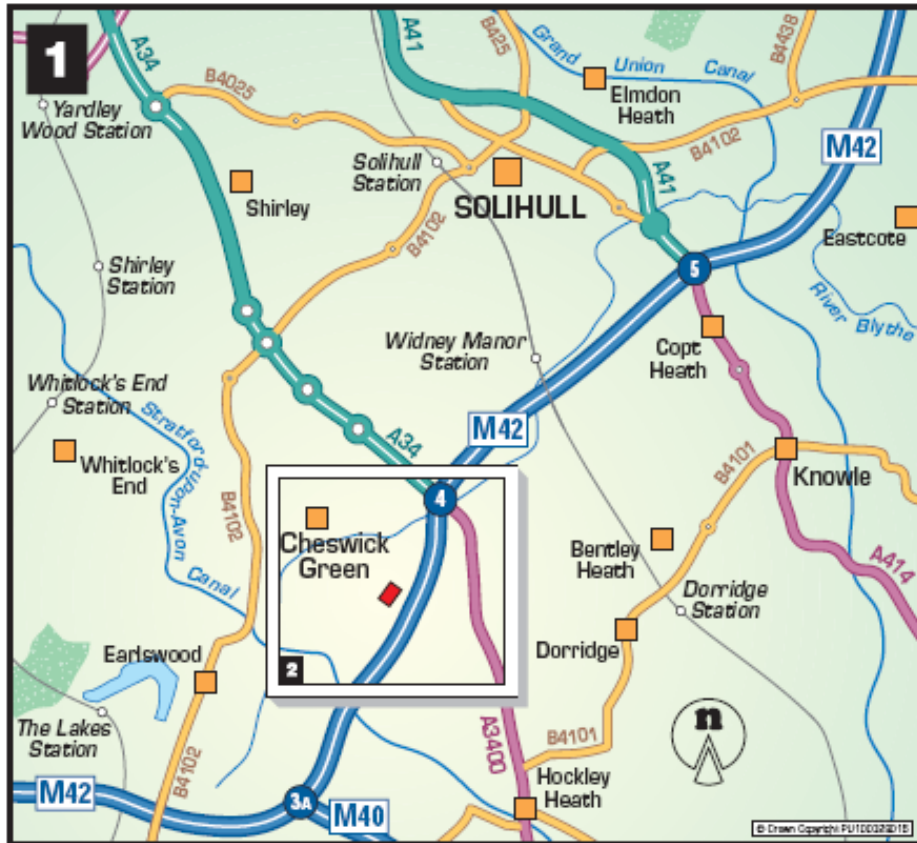 1
A34
A41
B425
Grand Union Canal
B4438
B4025
Elmdon
Heath
Yardley
Wood Station
B4102
M42
Solihull
Station
A41
Shirley
SOLIHULL
B4102
Eastcote
Shirley
Station
5
River Blythe
Widney Manor
Station
Copt
Heath
Whitlock's End
Station
Stratford-upon-Avon
Canal
A34
M42
B4101
Knowle
Whitlock's
End
B4102
4
Cheswick
Green
Bentley
Heath
A414
Dorridge
Station
Earlswood
2
Dorridge
The Lakes
Station
B4102
A3400
B4101
n
M42
3A
M40
Hockley
Heath